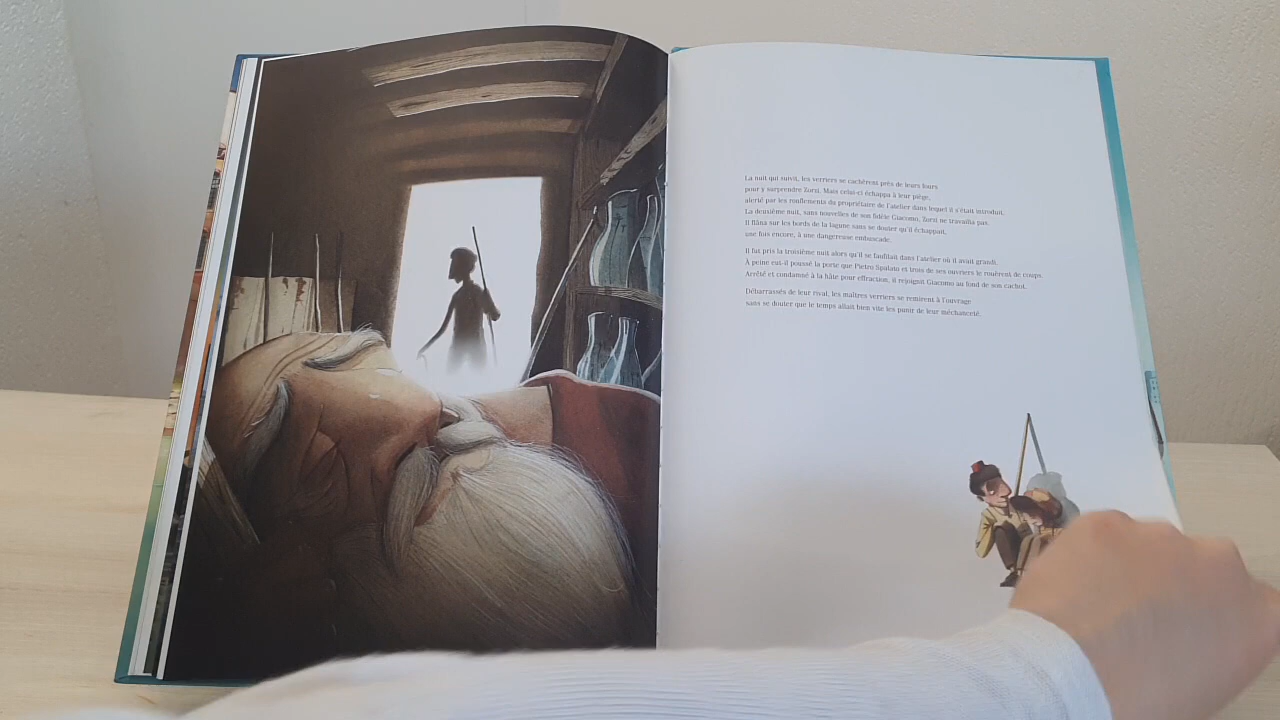 La nuit qui suivit, les verriers se cachèrent près de leurs fours
pour y surprendre Zorsi. Mais celui-ci échappa à leur piège,
alerté par les ronflements du propriétaire de l'atelier dans lequel il s'était introduit.
La deuxième nuit, sans nouvelles de son fidèle Giacomo, Zorsi ne travailla pas.
Il flâna sur les bords de la lagune sans se douter qu'il échappait,
une fois encore, à une dangereuse embuscade.
Il fut pris la troisième nuit alors qu'il se faufilait dans l'atelier où il avait grandi.
À peine eut-il poussé la porte que Pietro Spulato et trois de ses ouvriers le rouèrent de coups.
Arrêté et condamné à la hâte pour effraction, il rejoignit Giacomo au fond de son cachot.
Débarrassés de leur rival, les maîtres verriers se remirent à l'ouvrage
sans se douter que le temps allait bien vite les punir de leur méchanceté.